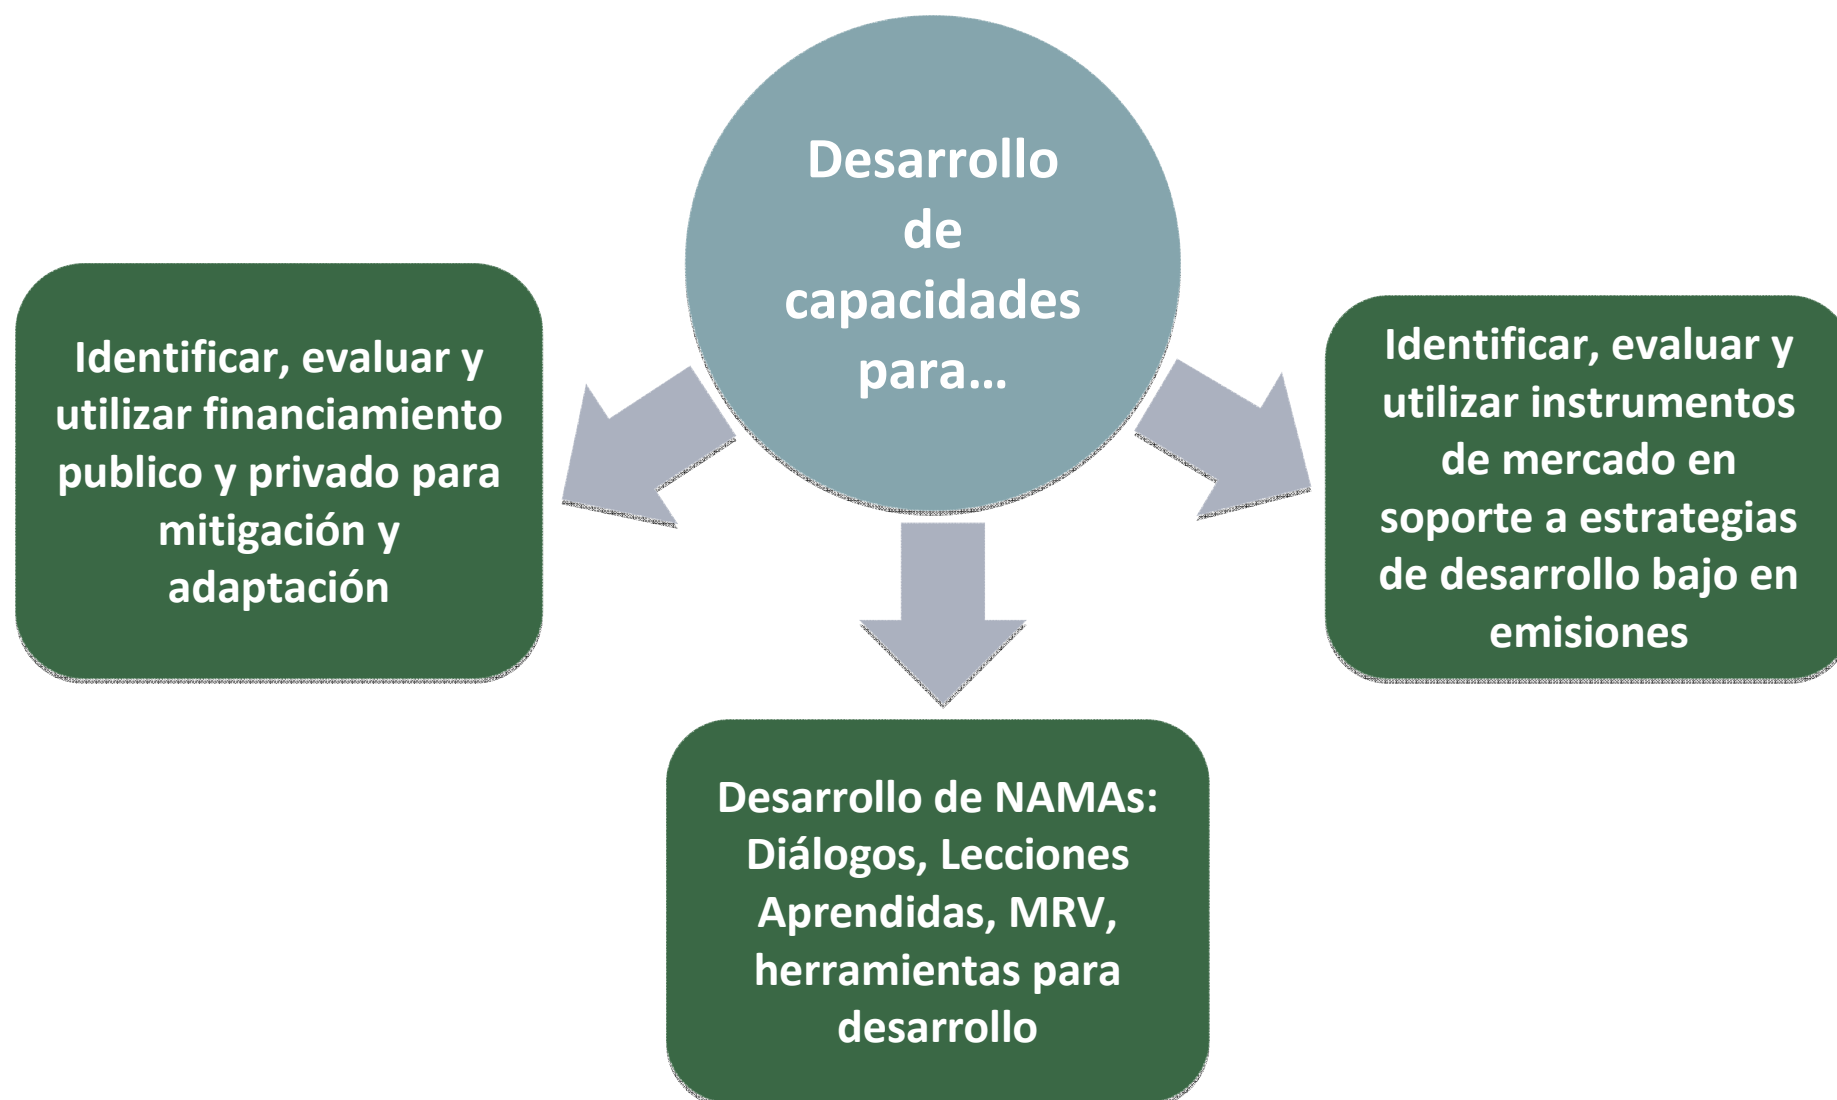 Desarrollo
de
capacidades
para...
Identificar, evaluar y
utilizar financiamiento
publico y privado para
mitigación y
adaptación
Desarrollo de NAMAs:
Diálogos, Lecciones
Aprendidas, MRV,
herramientas para
desarrollo
Identificar, evaluar y
utilizar instrumentos
de mercado en
soporte a estrategias
de desarrollo bajo en
emisiones